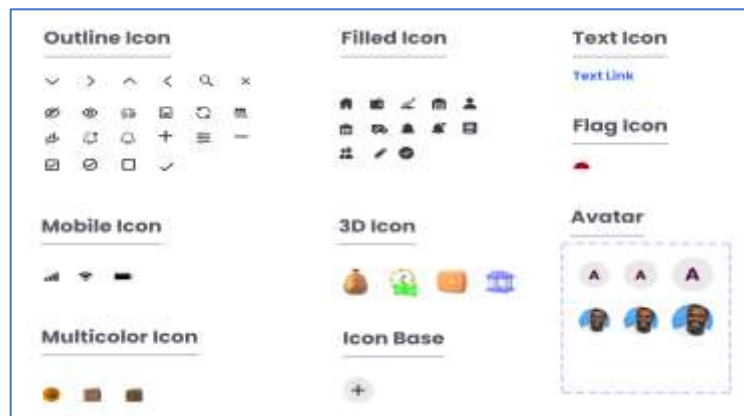 Outline Icon
Filled Icon
Text Icon
Text Link
Flag Icon
Mobile Icon
3D Icon
Avatar
A A A
Multicolor Icon
Icon Base